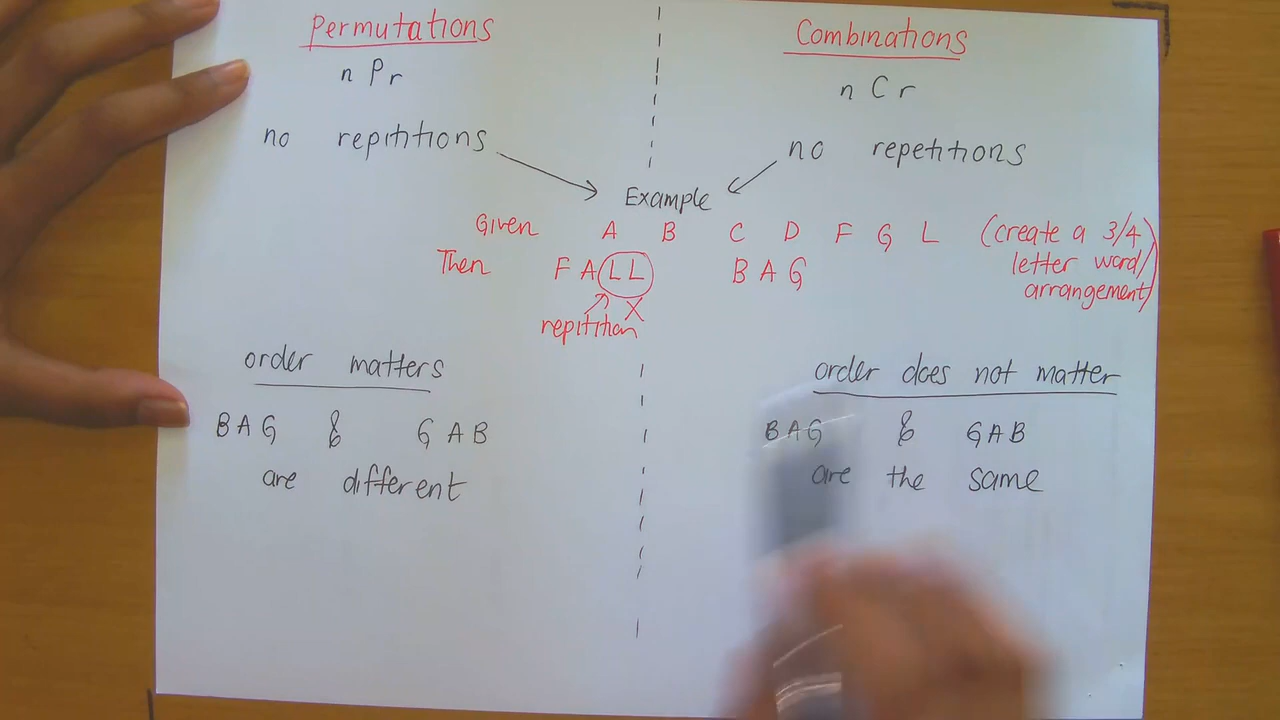 Permutations
n P r
no repititions
Combinations
n C r
no repetitions
Example
Given A B C D F G L (create a 3/4)
Then F A L L B A G letter word/
arrangement)
X
repitition
order matters
B A G & G A B
are different
order does not matter
B A G & G A B
are the same